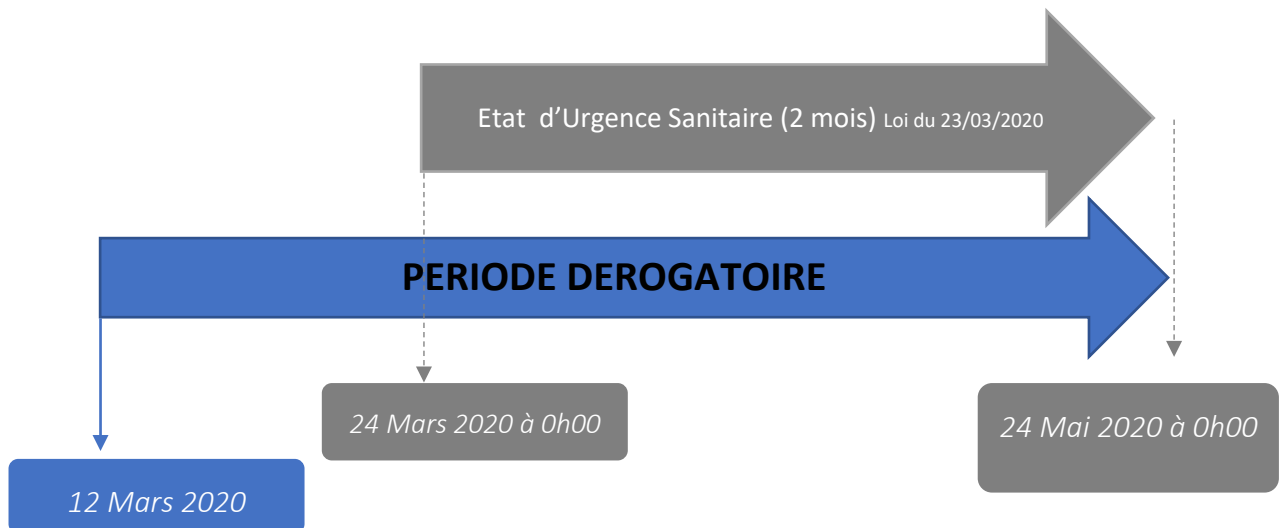 Etat d’Urgence Sanitaire (2 mois) Loi du 23/03/2020
PERIODE DEROGATOIRE
24 Mars 2020 à 0h00
24 Mai 2020 à 0h00
12 Mars 2020